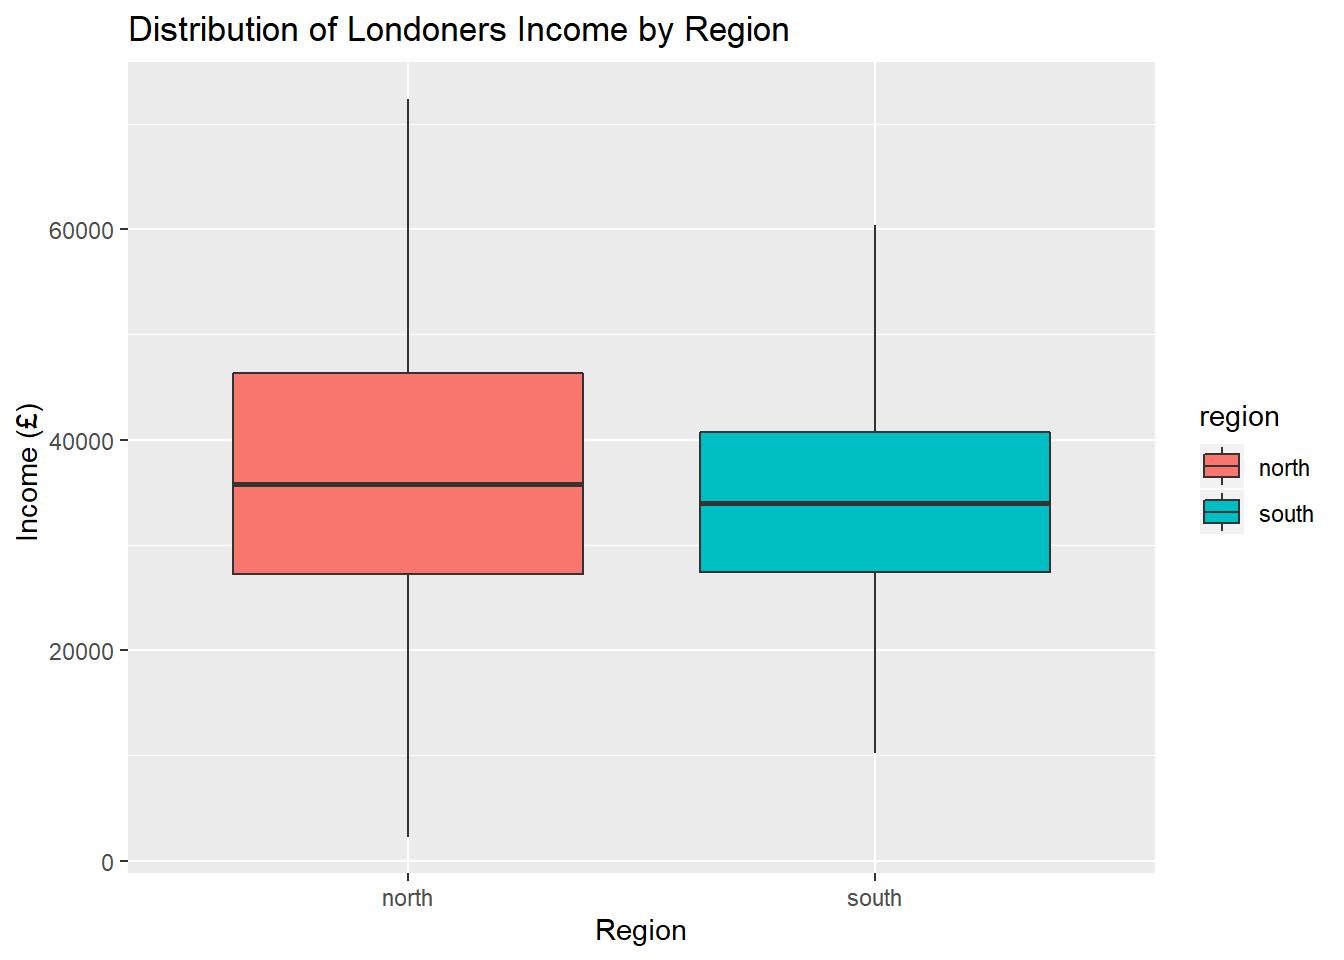 Distribution of Londoners Income by Region
Income (£)
60000
40000
20000
0
north
south
Region
region
north
south